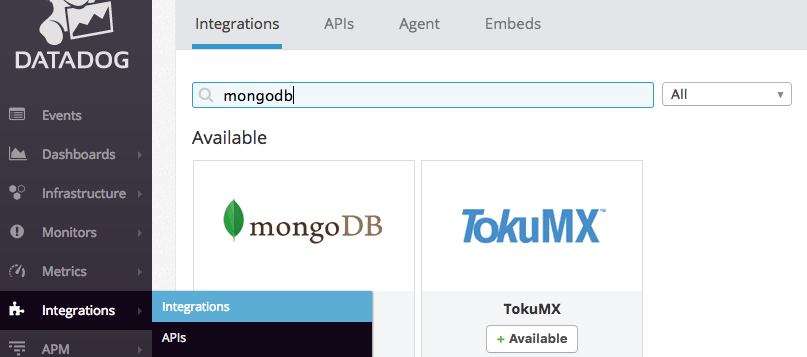 DATADOG
Events
Dashboards
Infrastructure
Monitors
Metrics
Integrations
APM
Integrations
APIs
Integrations APIs Agent Embeds
mongodb
All
Available
mongoDB
TokuMX™
TokuMX
+ Available